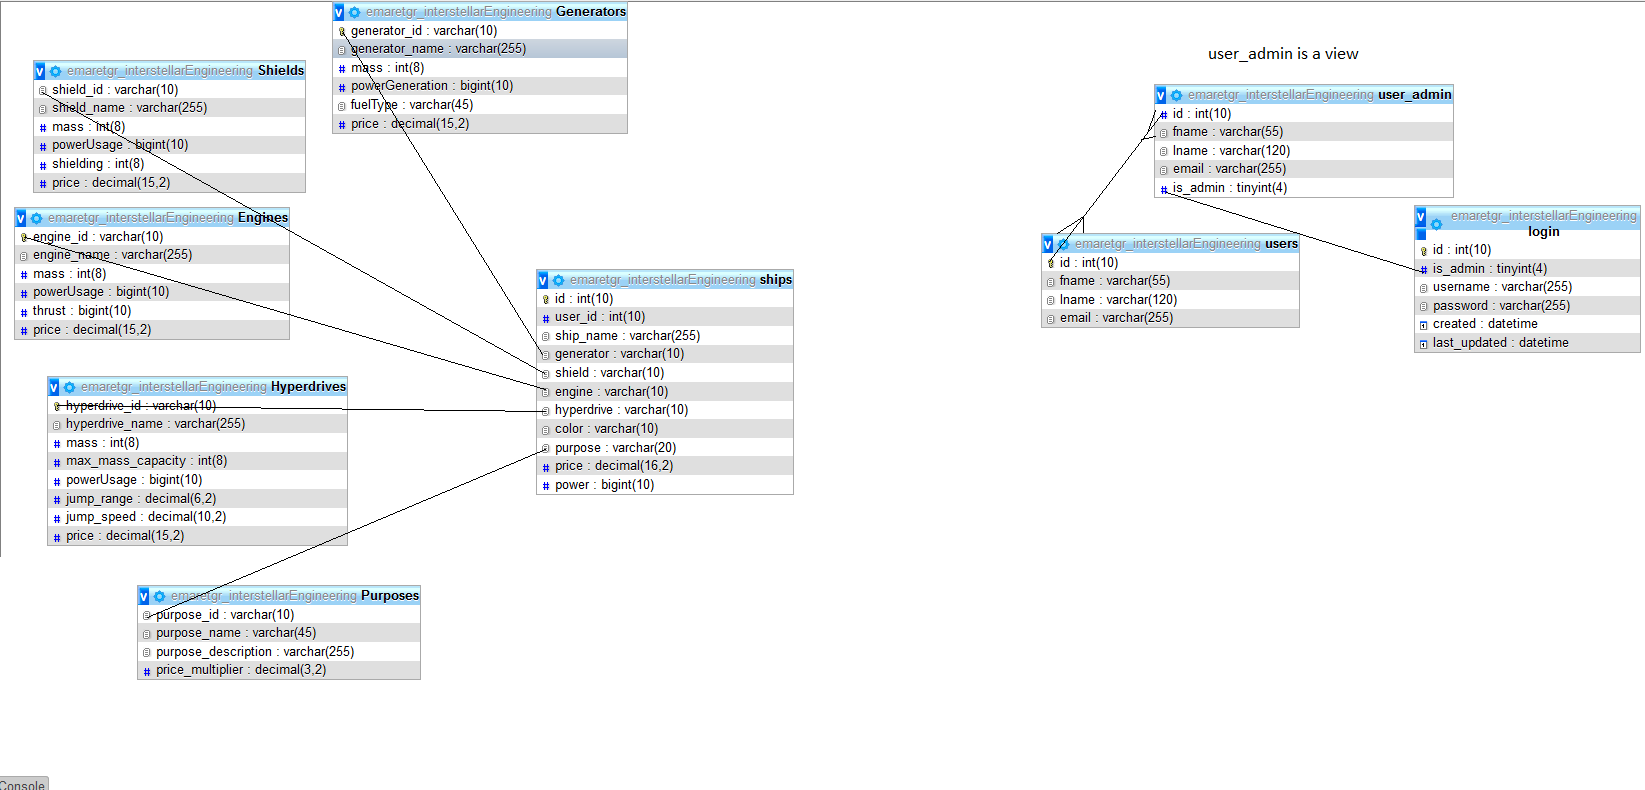 emaretgr_interstellarEngineering Generators
generator_id : varchar(10)
generator_name : varchar(255)
mass : int(8)
powerGeneration : bigint(10)
fuelType : varchar(45)
price : decimal(15,2)
emaretgr_interstellarEngineering Shields
shield_id : varchar(10)
shield_name : varchar(255)
mass : int(8)
powerUsage : bigint(10)
shielding : int(8)
price : decimal(15,2)
emaretgr_interstellarEngineering Engines
engine_id : varchar(10)
engine_name : varchar(255)
mass : int(8)
powerUsage : bigint(10)
thrust : bigint(10)
price : decimal(15,2)
emaretgr_interstellarEngineering Hyperdrives
hyperdrive_id : varchar(10)
hyperdrive_name : varchar(255)
mass : int(8)
max_mass_capacity : int(8)
powerUsage : bigint(10)
jump_range : decimal(6,2)
jump_speed : decimal(10,2)
price : decimal(15,2)
emaretgr_interstellarEngineering Purposes
purpose_id : varchar(10)
purpose_name : varchar(45)
purpose_description : varchar(255)
price_multiplier : decimal(3,2)
emaretgr_interstellarEngineering ships
id : int(10)
user_id : int(10)
ship_name : varchar(255)
generator : varchar(10)
shield : varchar(10)
engine : varchar(10)
hyperdrive : varchar(10)
color : varchar(10)
purpose : varchar(20)
price : decimal(16,2)
power : bigint(10)
user_admin is a view
emaretgr_interstellarEngineering user_admin
id : int(10)
fname : varchar(55)
lname : varchar(120)
email : varchar(255)
is_admin : tinyint(4)
emaretgr_interstellarEngineering users
id : int(10)
fname : varchar(55)
lname : varchar(120)
email : varchar(255)
emaretgr_interstellarEngineering
login
id : int(10)
is_admin : tinyint(4)
username : varchar(255)
password : varchar(255)
created : datetime
last_updated : datetime
Console